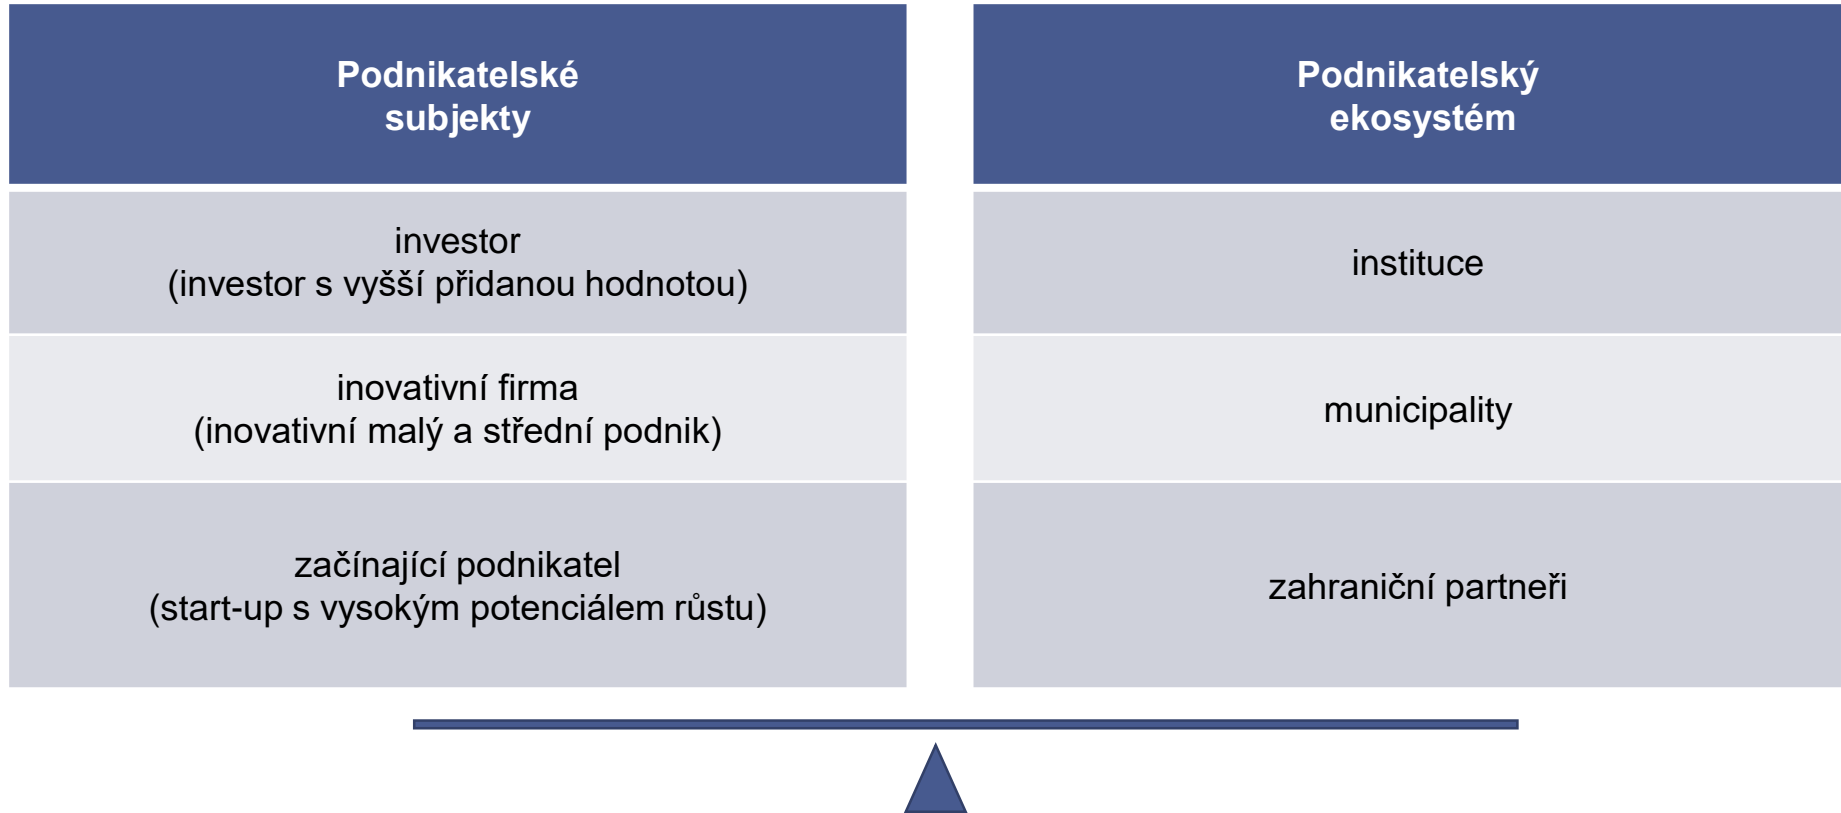 Podnikatelské
subjekty
investor
(investor s vyšší přidanou hodnotou)
inovativní firma
(inovativní malý a střední podnik)
začínající podnikatel
(start-up s vysokým potenciálem růstu)
Podnikatelský
ekosystém
instituce
municipality
zahraniční partneři